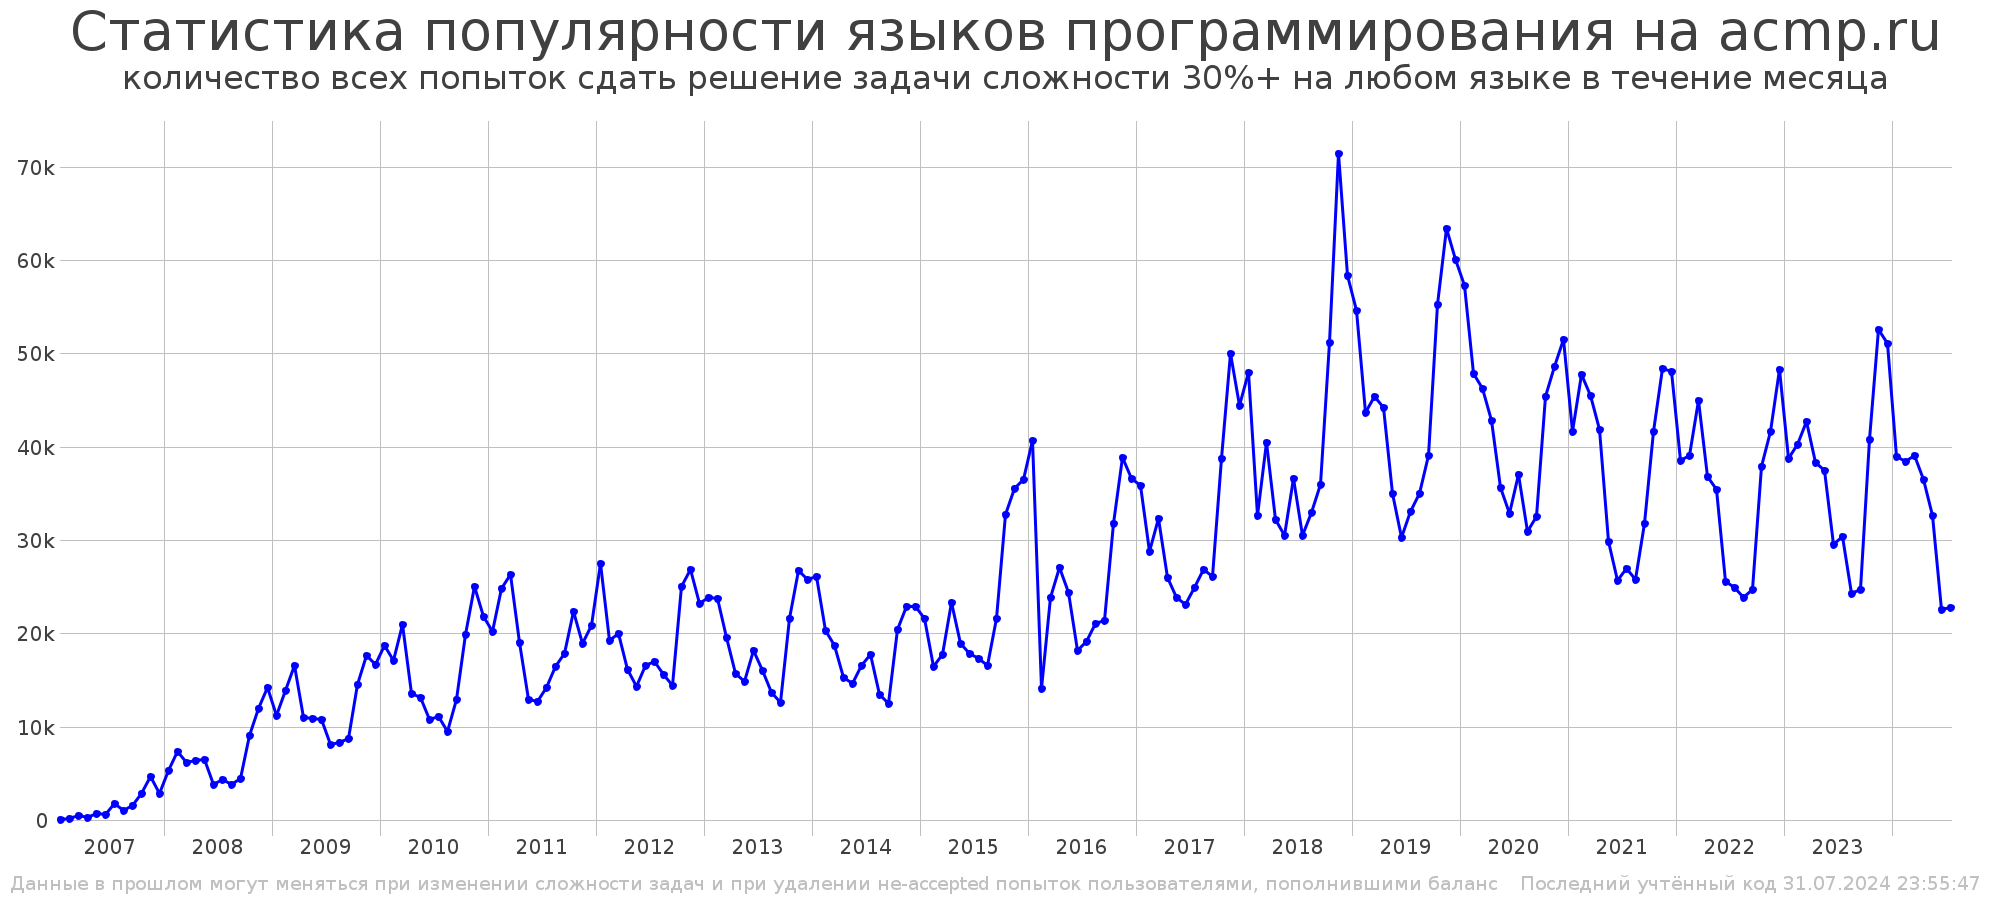 Статистика популярности языков программирования на acmp.ru
количество всех попыток сдать решение задачи сложности 30%+ на любом языке в течение месяца
70k
60k
50k
40k
30k
20k
10k
0
2007 2008 2009 2010 2011 2012 2013 2014 2015 2016 2017 2018 2019 2020 2021 2022 2023
Данные в прошлом могут меняться при изменении сложности задач и при удалении не-accepted попыток пользователями, пополнившими баланс Последний учтённый код 31.07.2024 23:55:47